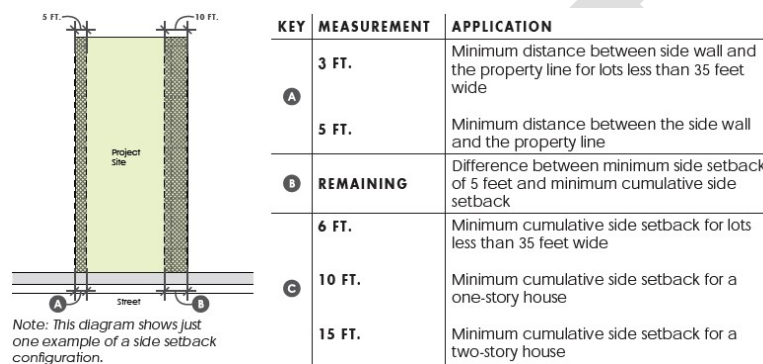 5 FT.
10 FT.
Project
Site
A
Street
B
Note: This diagram shows just
one example of a side setback
configuration.
KEY MEASUREMENT APPLICATION
A
3 FT.
Minimum distance between side wall and
the property line for lots less than 35 feet
wide
5 FT.
Minimum distance between the side wall
and the property line
B
REMAINING
Difference between minimum side setback
of 5 feet and minimum cumulative side
setback
C
6 FT.
Minimum cumulative side setback for lots
less than 35 feet wide
10 FT.
Minimum cumulative side setback for a
one-story house
15 FT.
Minimum cumulative side setback for a
two-story house